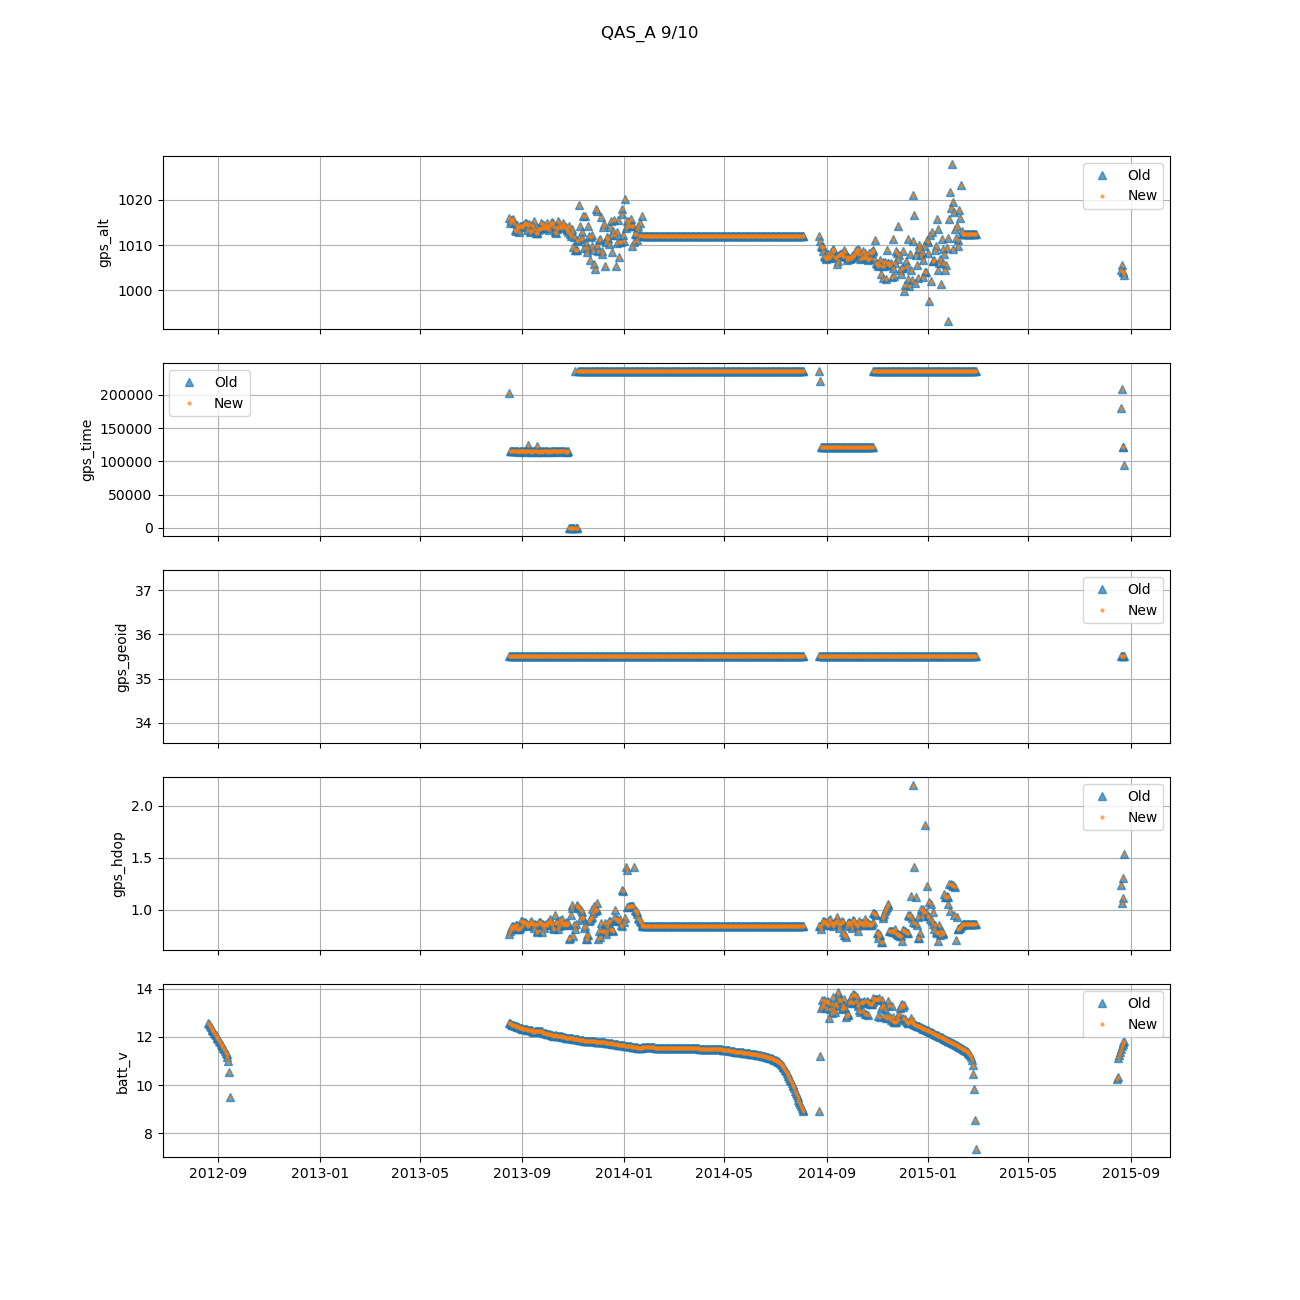 QAS_A 9/10
1020
1010
1000
gps_alt
Old
New
200000
150000
100000
50000
0
gps_time
Old
New
37
36
35
34
gps_geoid
Old
New
2.0
1.5
1.0
gps_hdop
Old
New
14
12
10
8
batt_v
Old
New
2012-09 2013-01 2013-05 2013-09 2014-01 2014-05 2014-09 2015-01 2015-05 2015-09